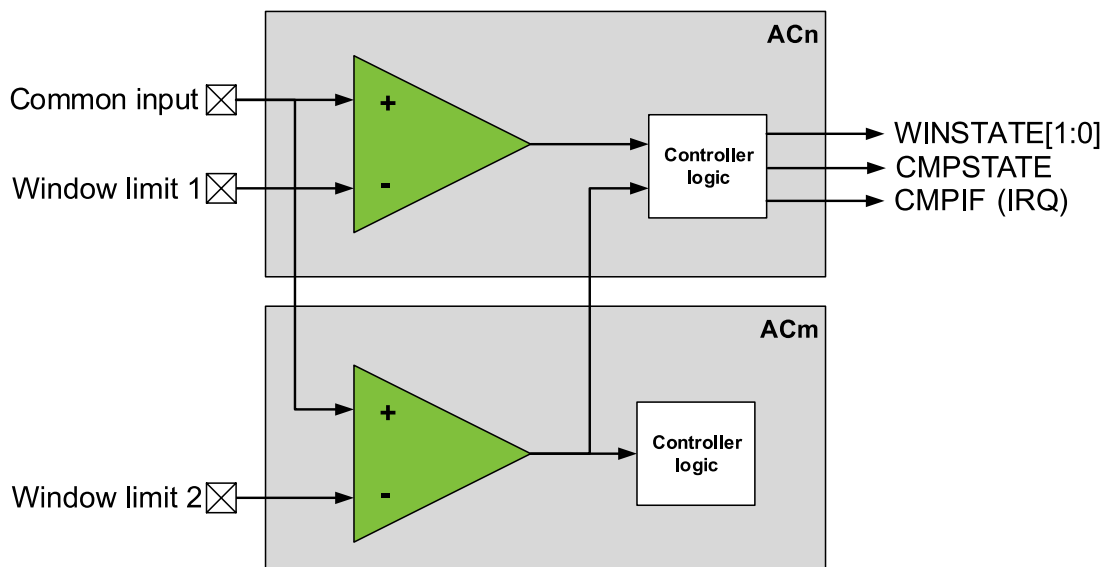 ACn
Common input
+
Window limit 1
-
Controller
logic
WINSTATE[1:0]
CMPSTATE
CMPIF (IRQ)
ACm
+
Window limit 2
-
Controller
logic